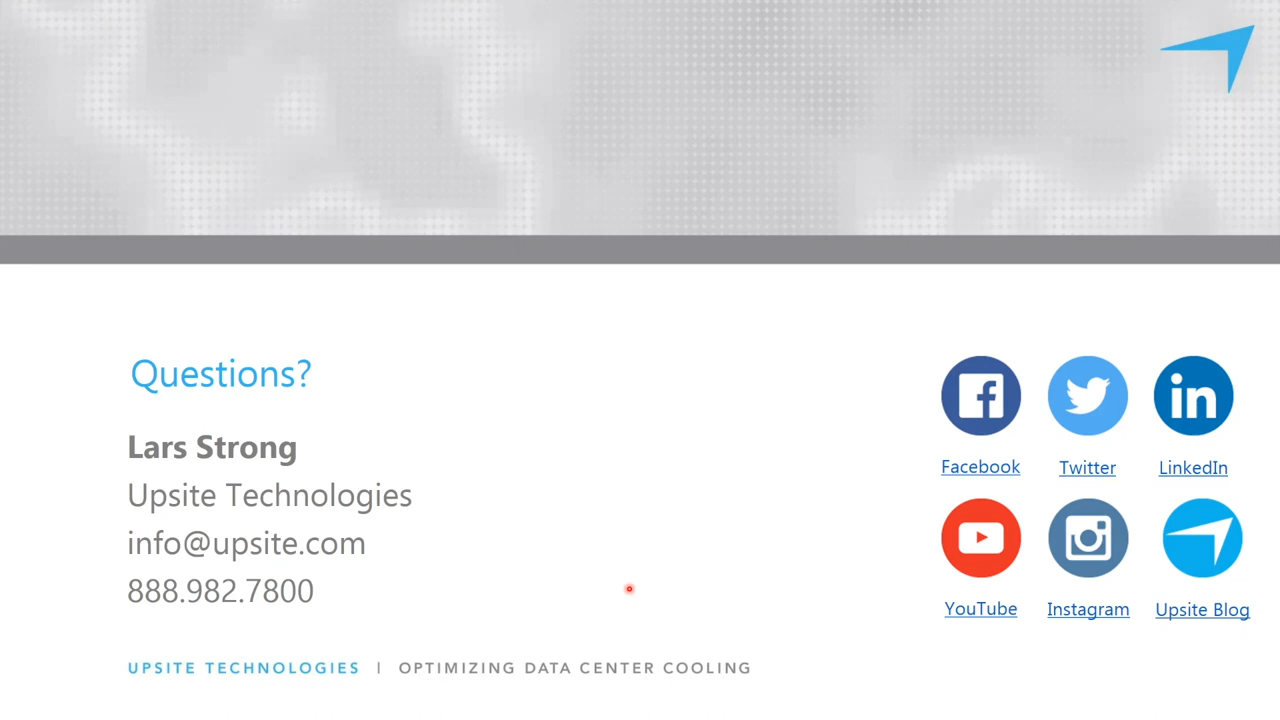 Questions?
Lars Strong
Upsite Technologies
info@upsite.com
888.982.7800
UPSITE TECHNOLOGIES | OPTIMIZING DATA CENTER COOLING
Facebook Twitter LinkedIn
YouTube Instagram Upsite Blog